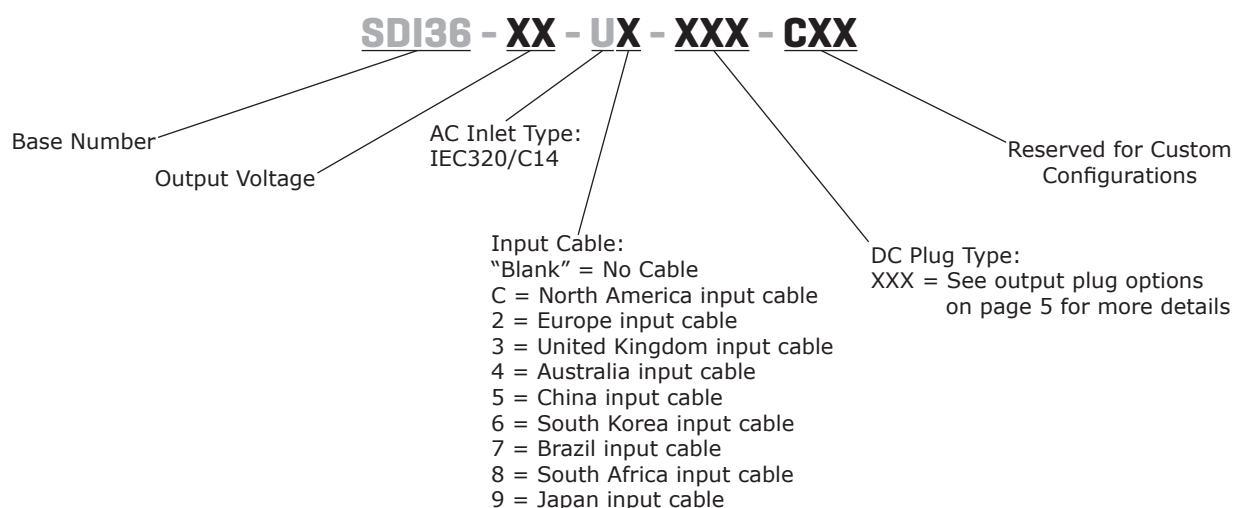 SDI36 - XX - UX - XXX - CXX
Base Number
Output Voltage
AC Inlet Type:
IEC320/C14
Input Cable:
“Blank” = No Cable
C = North America input cable
2 = Europe input cable
3 = United Kingdom input cable
4 = Australia input cable
5 = China input cable
6 = South Korea input cable
7 = Brazil input cable
8 = South Africa input cable
9 = Japan input cable
DC Plug Type:
XXX = See output plug options
on page 5 for more details
Reserved for Custom
Configurations